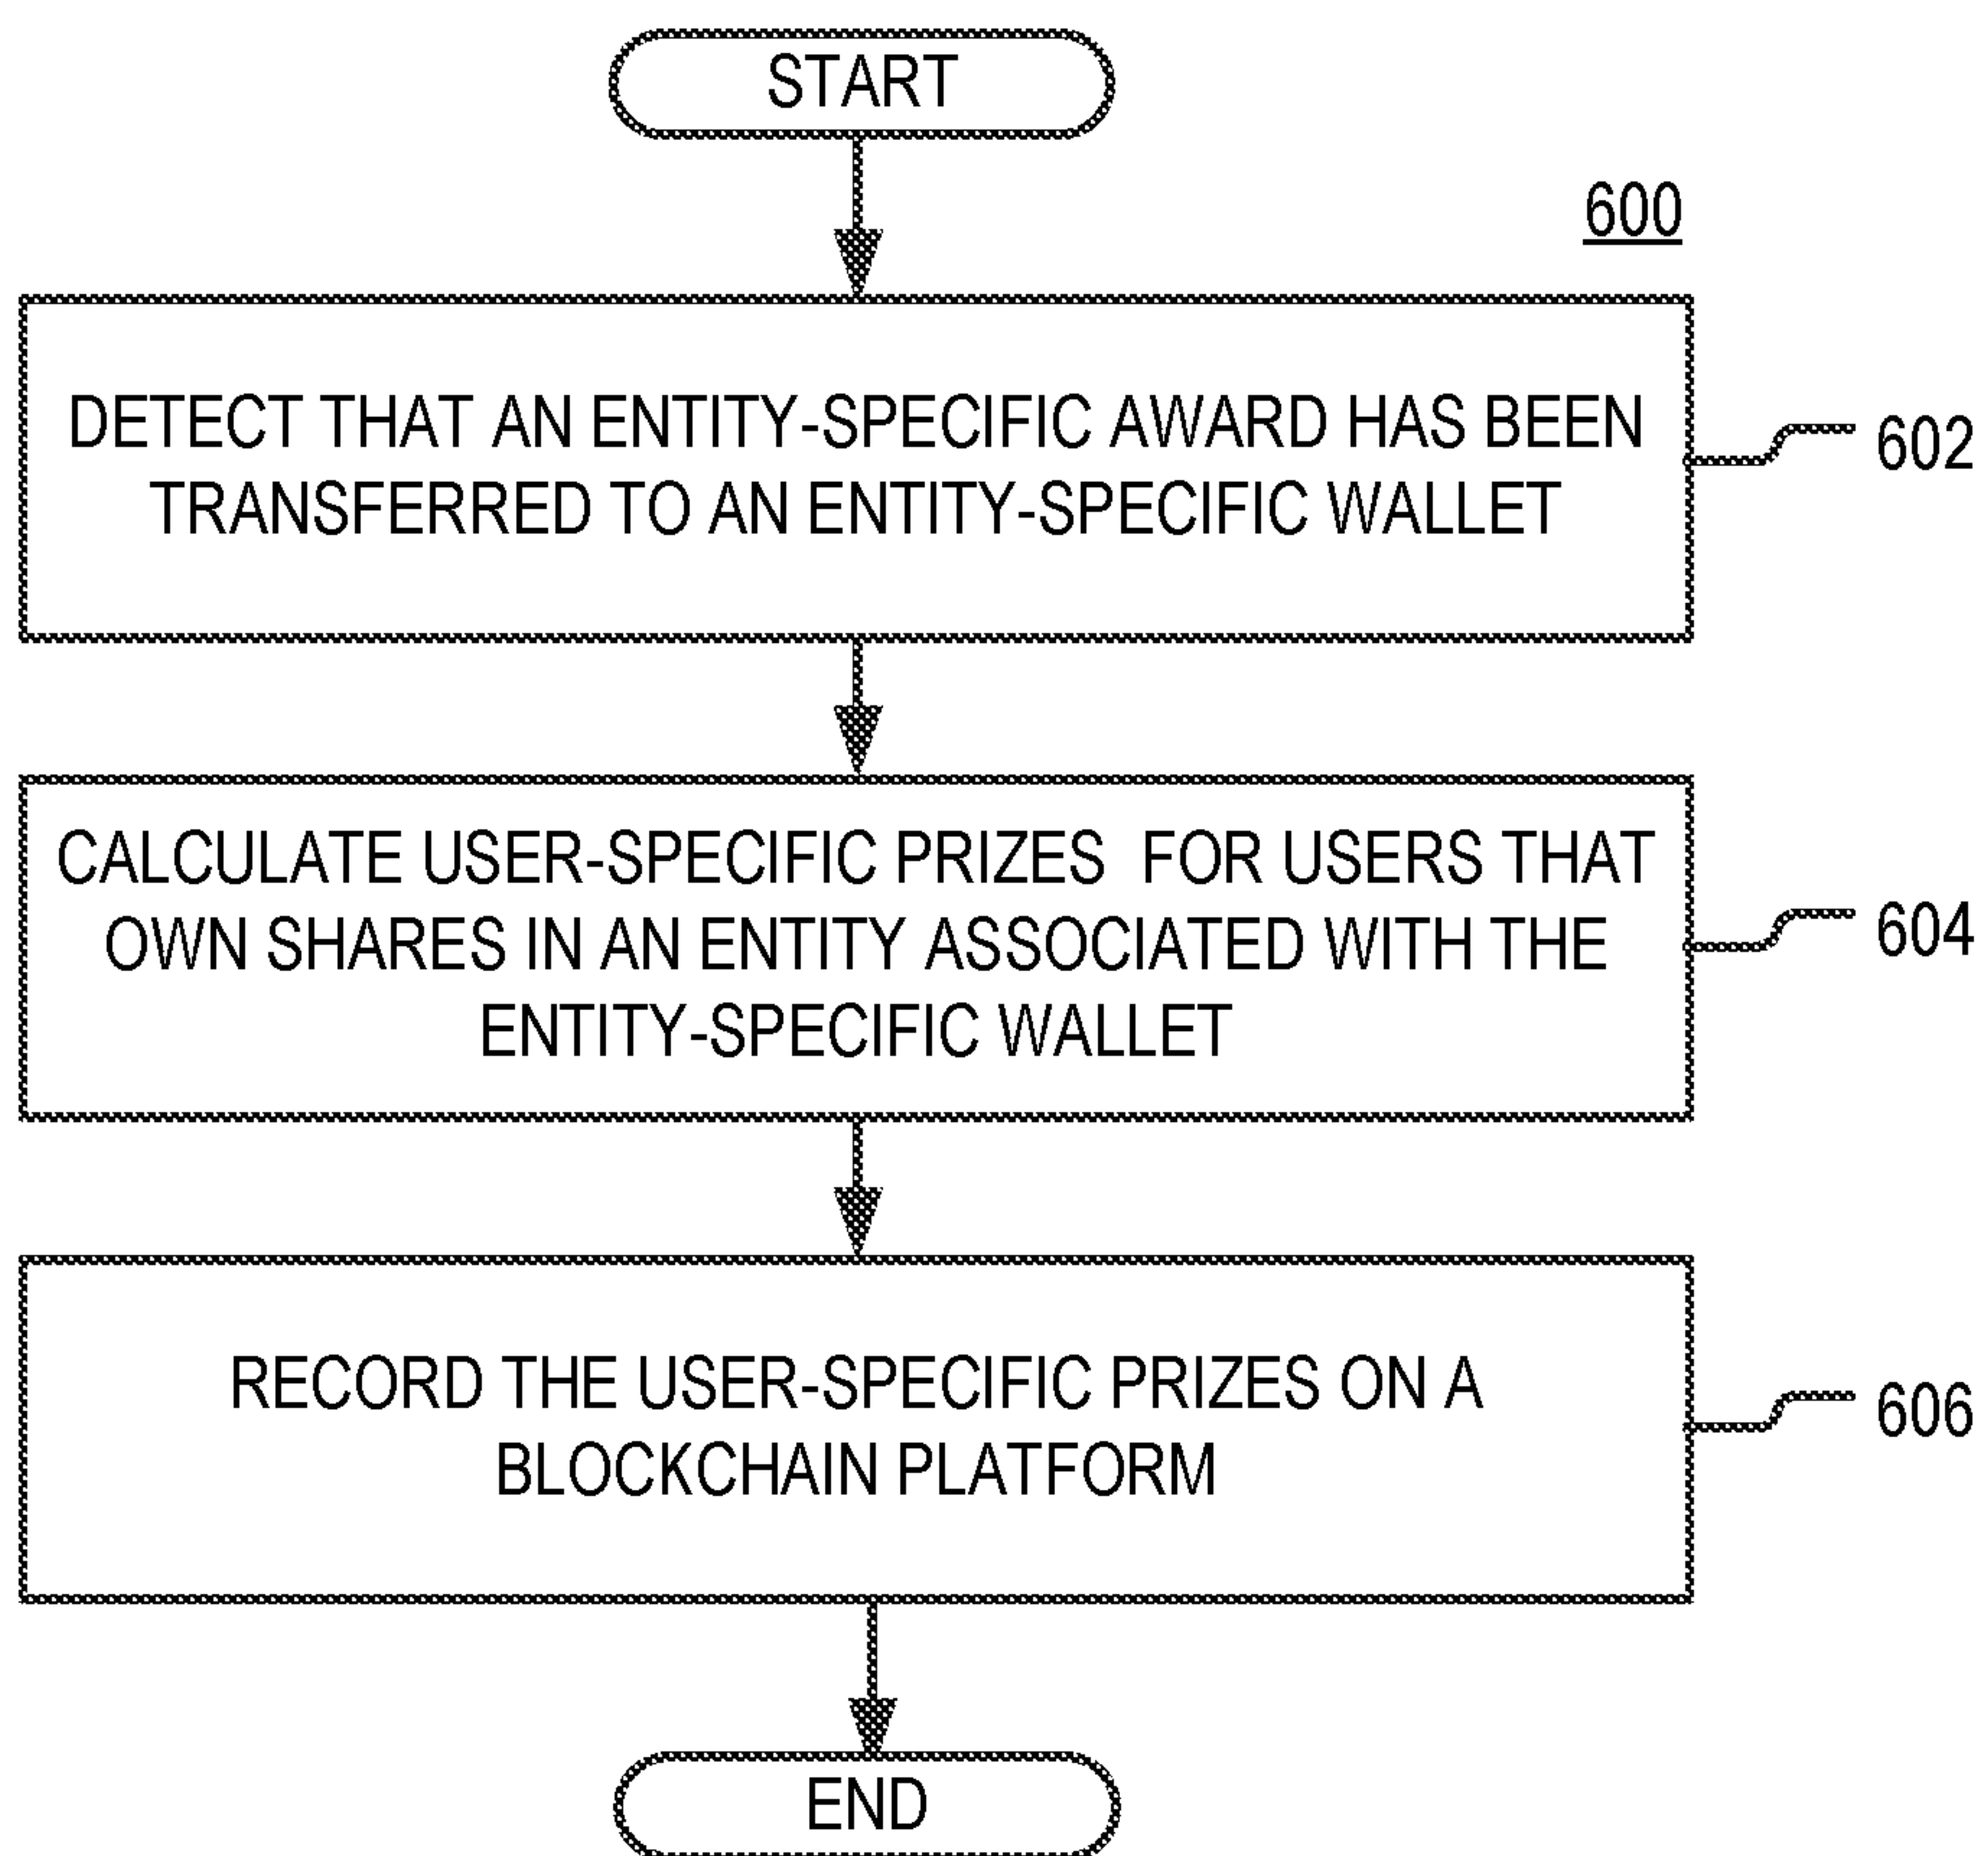 START
600
DETECT THAT AN ENTITY-SPECIFIC AWARD HAS BEEN
TRANSFERRED TO AN ENTITY-SPECIFIC WALLET
602
CALCULATE USER-SPECIFIC PRIZES FOR USERS THAT
OWN SHARES IN AN ENTITY ASSOCIATED WITH THE
ENTITY-SPECIFIC WALLET
604
RECORD THE USER-SPECIFIC PRIZES ON A
BLOCKCHAIN PLATFORM
606
END